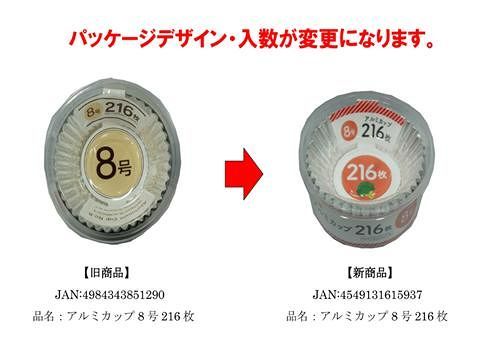 パッケージデザイン・入数が変更になります。
8号 216枚
8号
アルミカップ
8号 216枚
216枚
アルミカップ 8号
216枚
【旧商品】
JAN:4984343851290
品名：アルミカップ 8 号 216 枚
【新商品】
JAN:4549131615937
品名：アルミカップ 8 号 216 枚